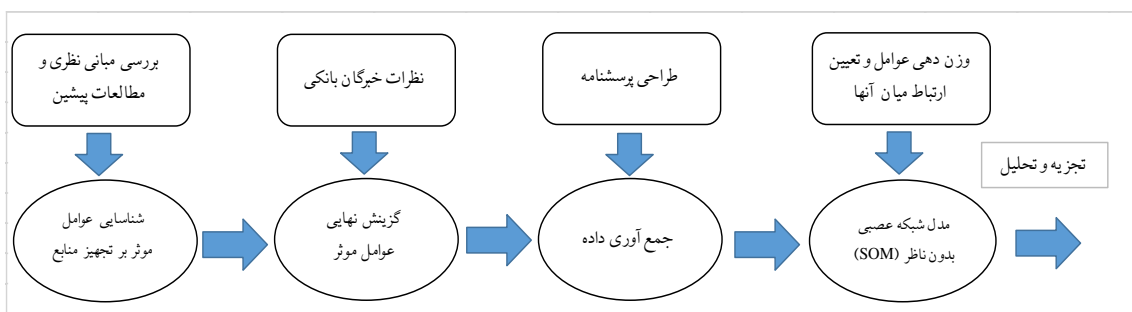 بررسی مبانی نظری و
مطالعات پیشین
نظرات خبرگان بانکی
طراحی پرسشنامه
وزن دهی عوامل و تعیین
ارتباط میان آنها
تجزیه و تحلیل
شناسایی عوامل
موثر بر تجهیز منابع
گزینش نهایی
عوامل موثر
جمع آوری داده
مدل شبکه عصبی
بدون ناظر (SOM)